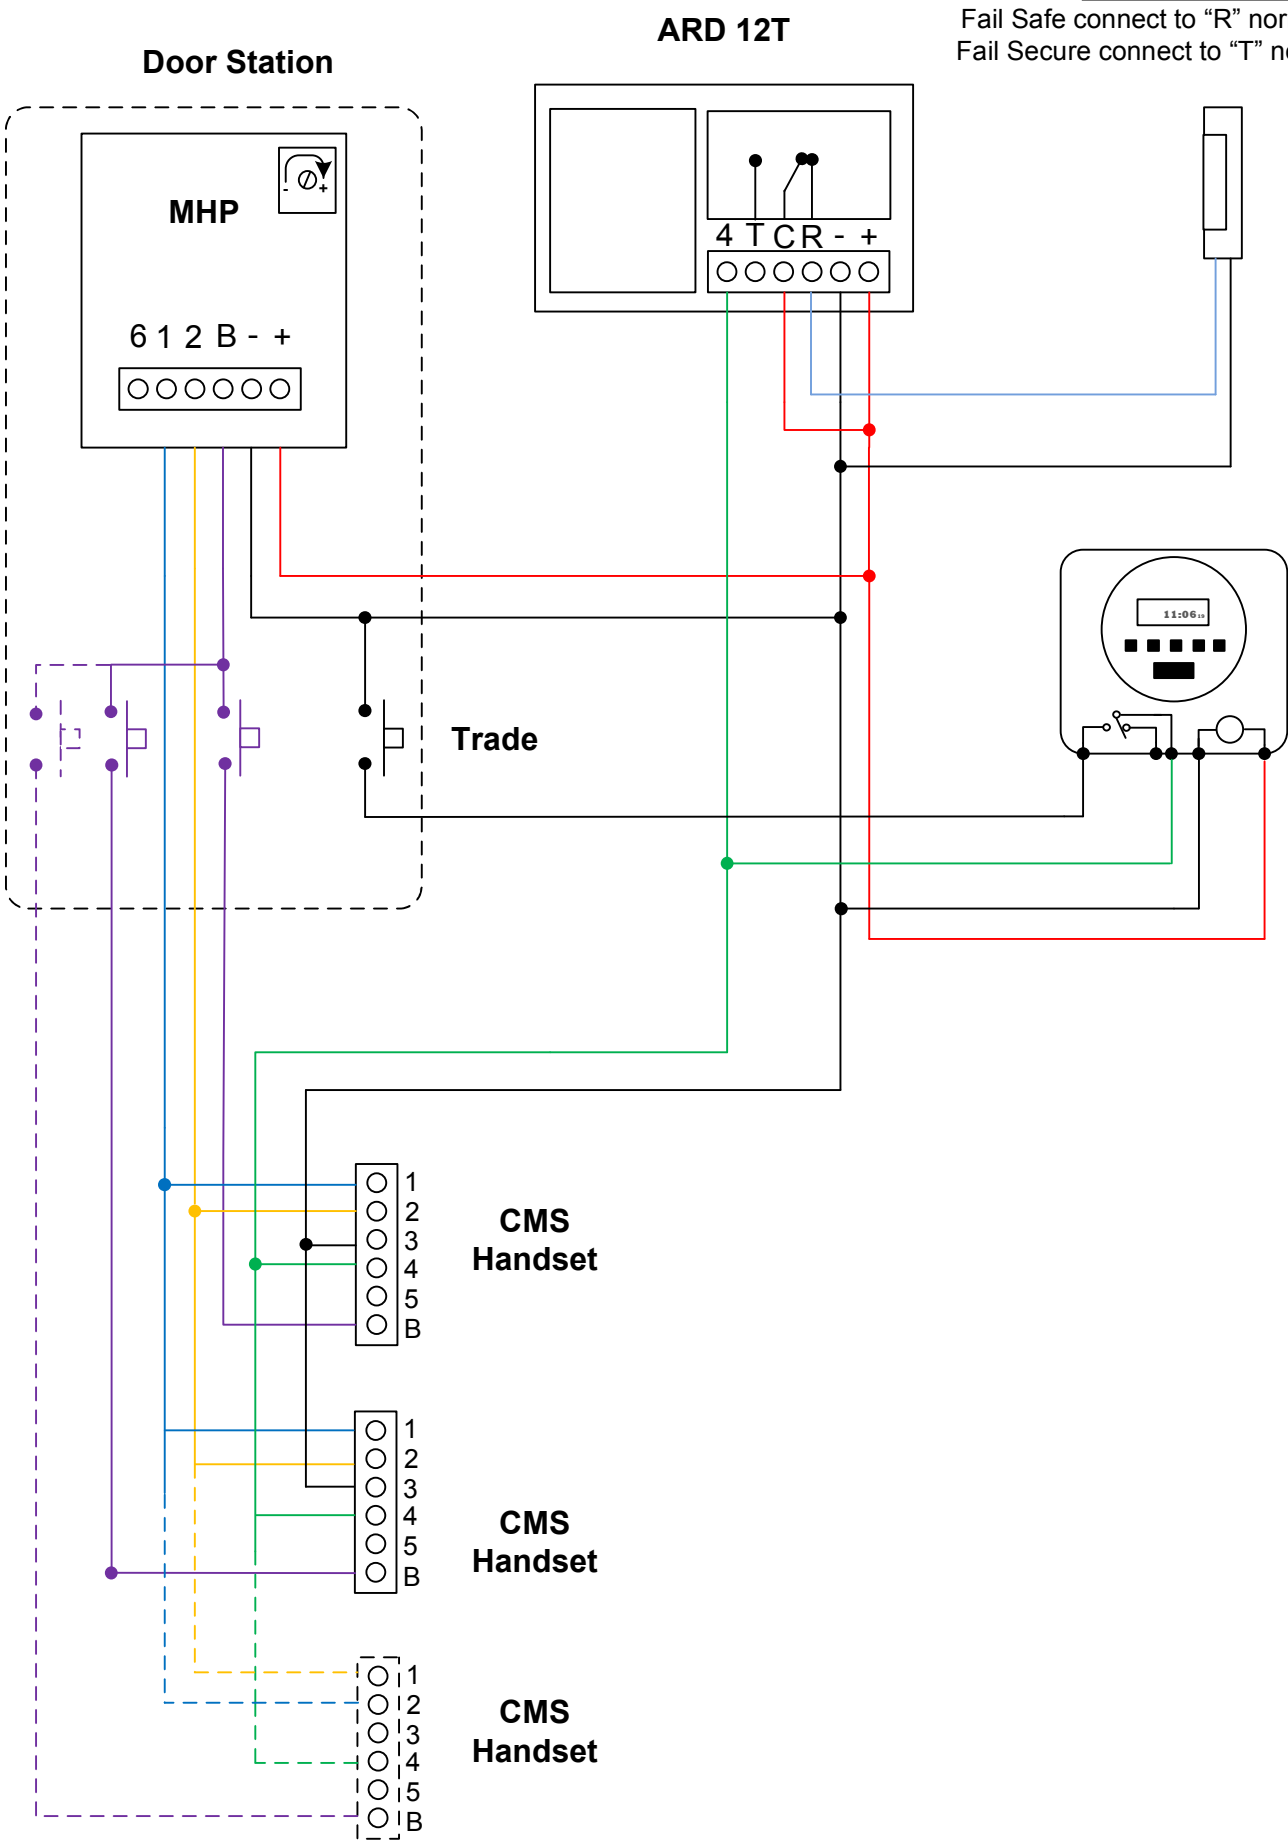 ARD 12T
Fail Safe connect to “R” nor
Fail Secure connect to “T” n
Door Station
MHP
- +
6 1 2 B - +
4 T C R - +
11:06
Trade
1
2
3
4
5
B
CMS
Handset
1
2
3
4
5
B
CMS
Handset
1
2
3
4
5
B
CMS
Handset